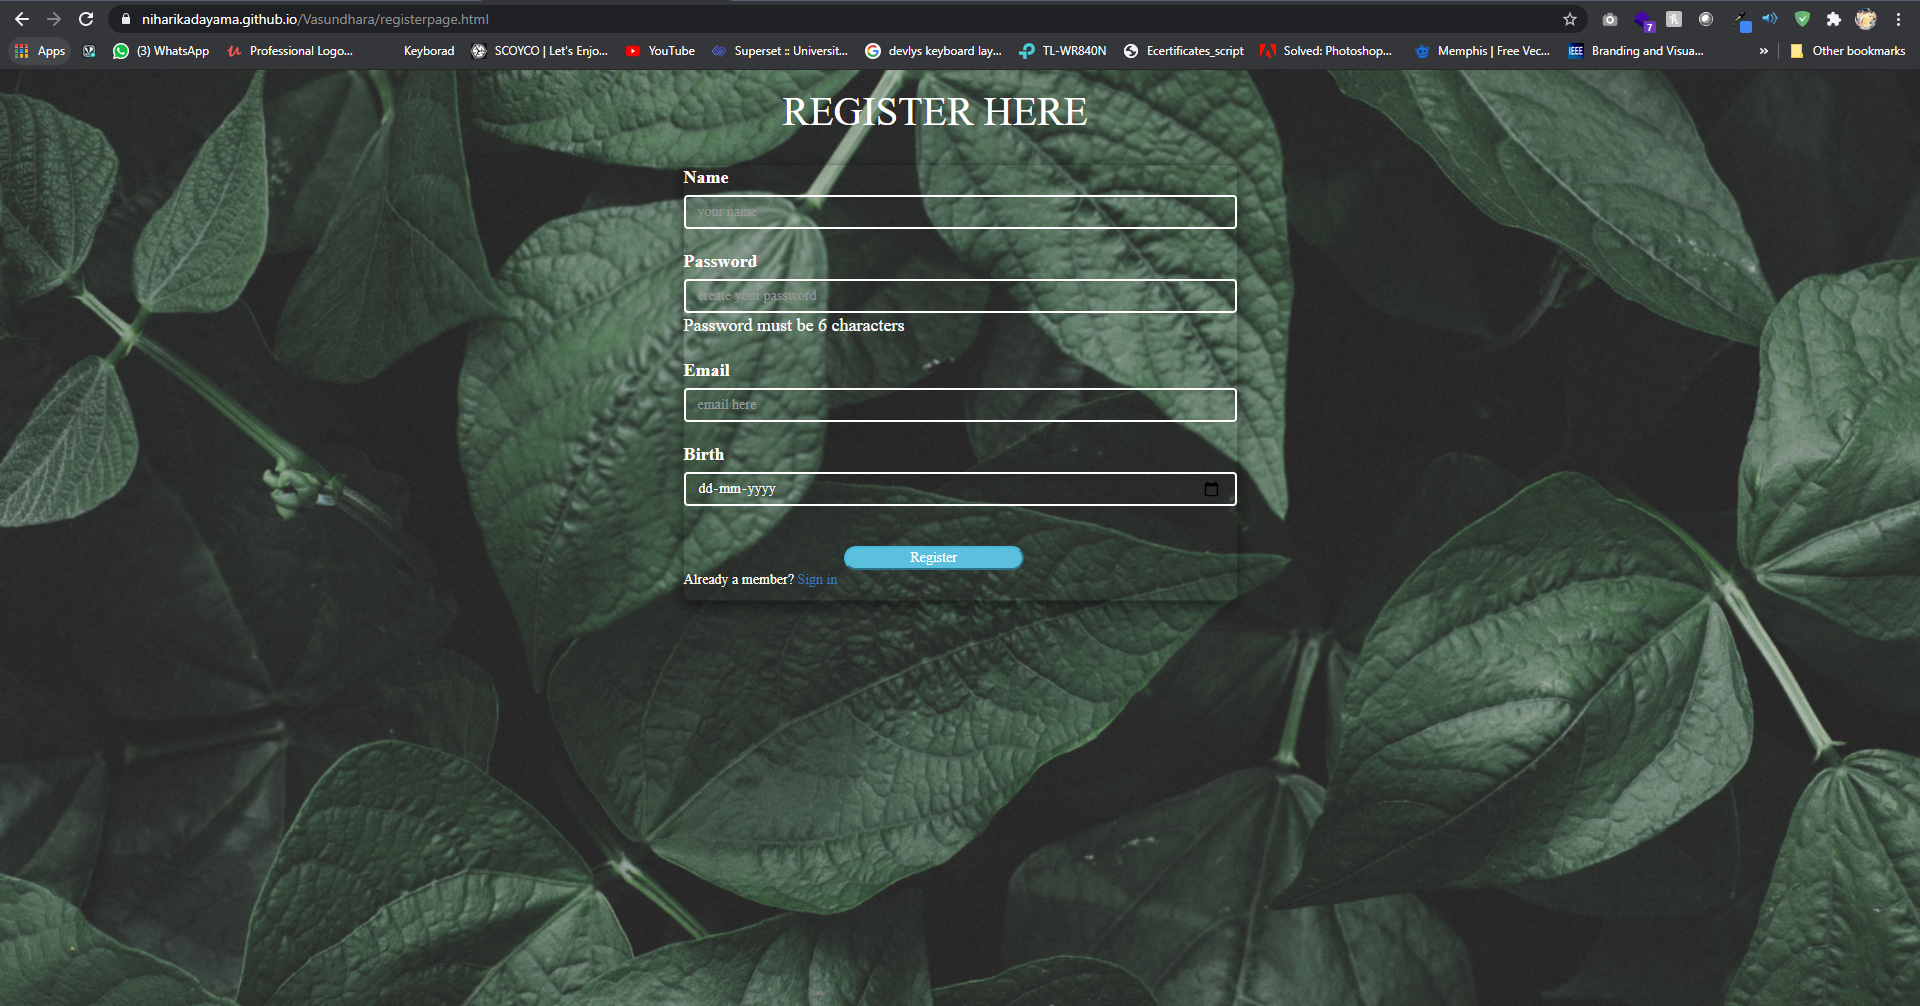 niharikadayama.github.io/Vasundhara/registerpage.html
7
Apps
(3) WhatsApp
Professional Logo...
Keyborad
SCOYCO | Let's Enjo...
YouTube
Superset :: Universit...
devlys keyboard lay...
TL-WR840N
Ecertificates_script
Solved: Photoshop...
IEEE
Memphis | Free Vec...
Branding and Visua...
»
Other bookmarks
REGISTER HERE
Name
your name
Password
create your password
Password must be 6 characters
Email
email here
Birth
dd-mm-yyyy
Register
Already a member? Sign in